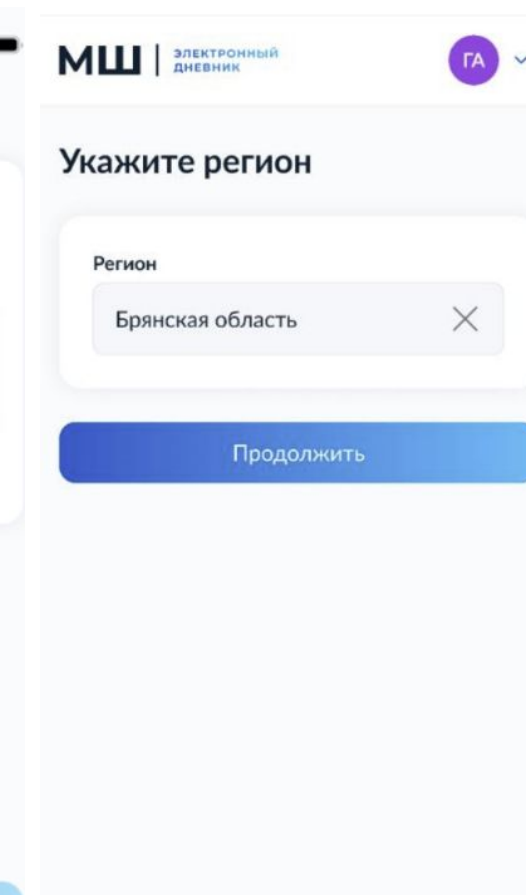 МШ
ЭЛЕКТРОННЫЙ
ДНЕВНИК
ГА
Укажите регион
Регион
Брянская область
Продолжить